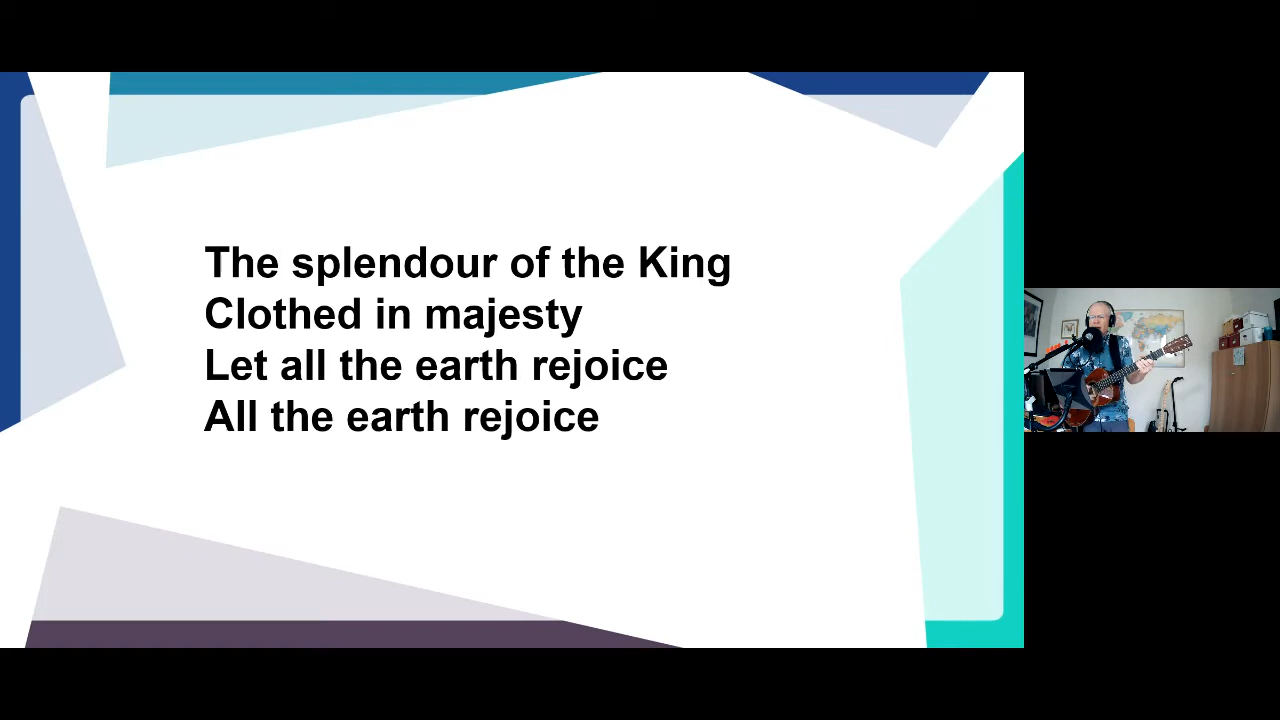 The splendour of the King
Clothed in majesty
Let all the earth rejoice
All the earth rejoice